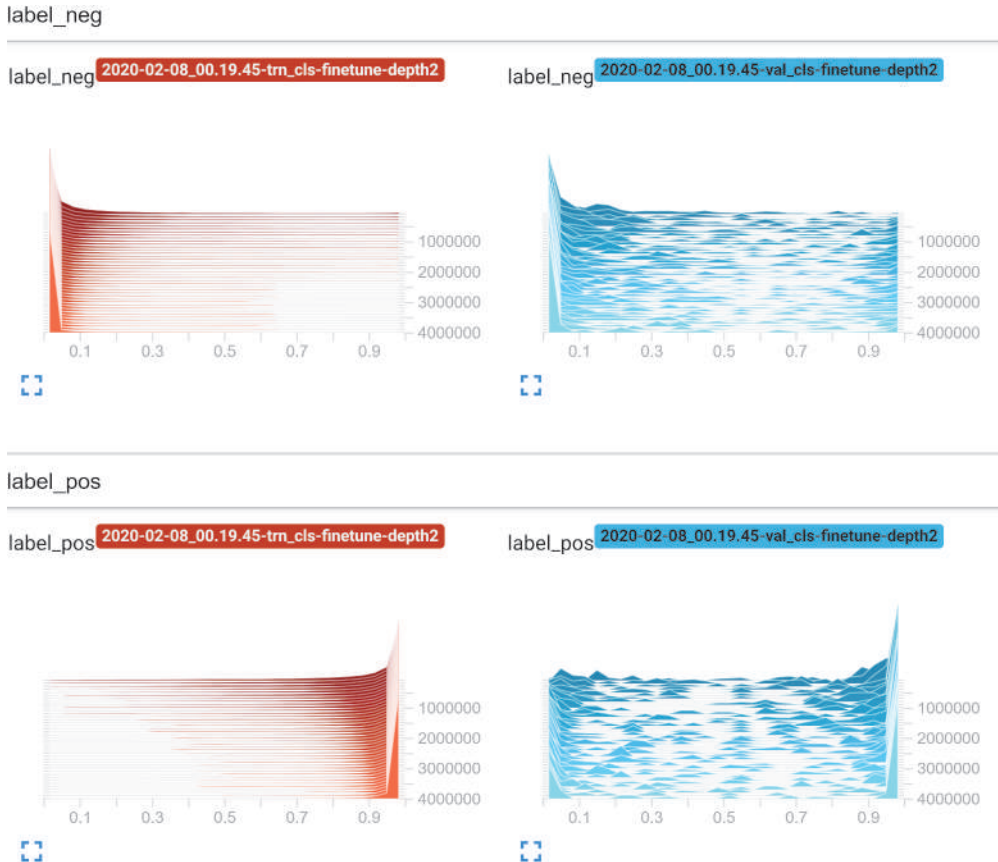 label_neg
label_neg 2020-02-08_00.19.45-trn_cls-finetune-depth2
label_neg 2020-02-08_00.19.45-val_cls-finetune-depth2
1000000
2000000
3000000
4000000
0.1 0.3 0.5 0.7 0.9
1000000
2000000
3000000
4000000
0.1 0.3 0.5 0.7 0.9
label_pos
label_pos 2020-02-08_00.19.45-trn_cls-finetune-depth2
label_pos 2020-02-08_00.19.45-val_cls-finetune-depth2
1000000
2000000
3000000
4000000
0.1 0.3 0.5 0.7 0.9
1000000
2000000
3000000
4000000
0.1 0.3 0.5 0.7 0.9